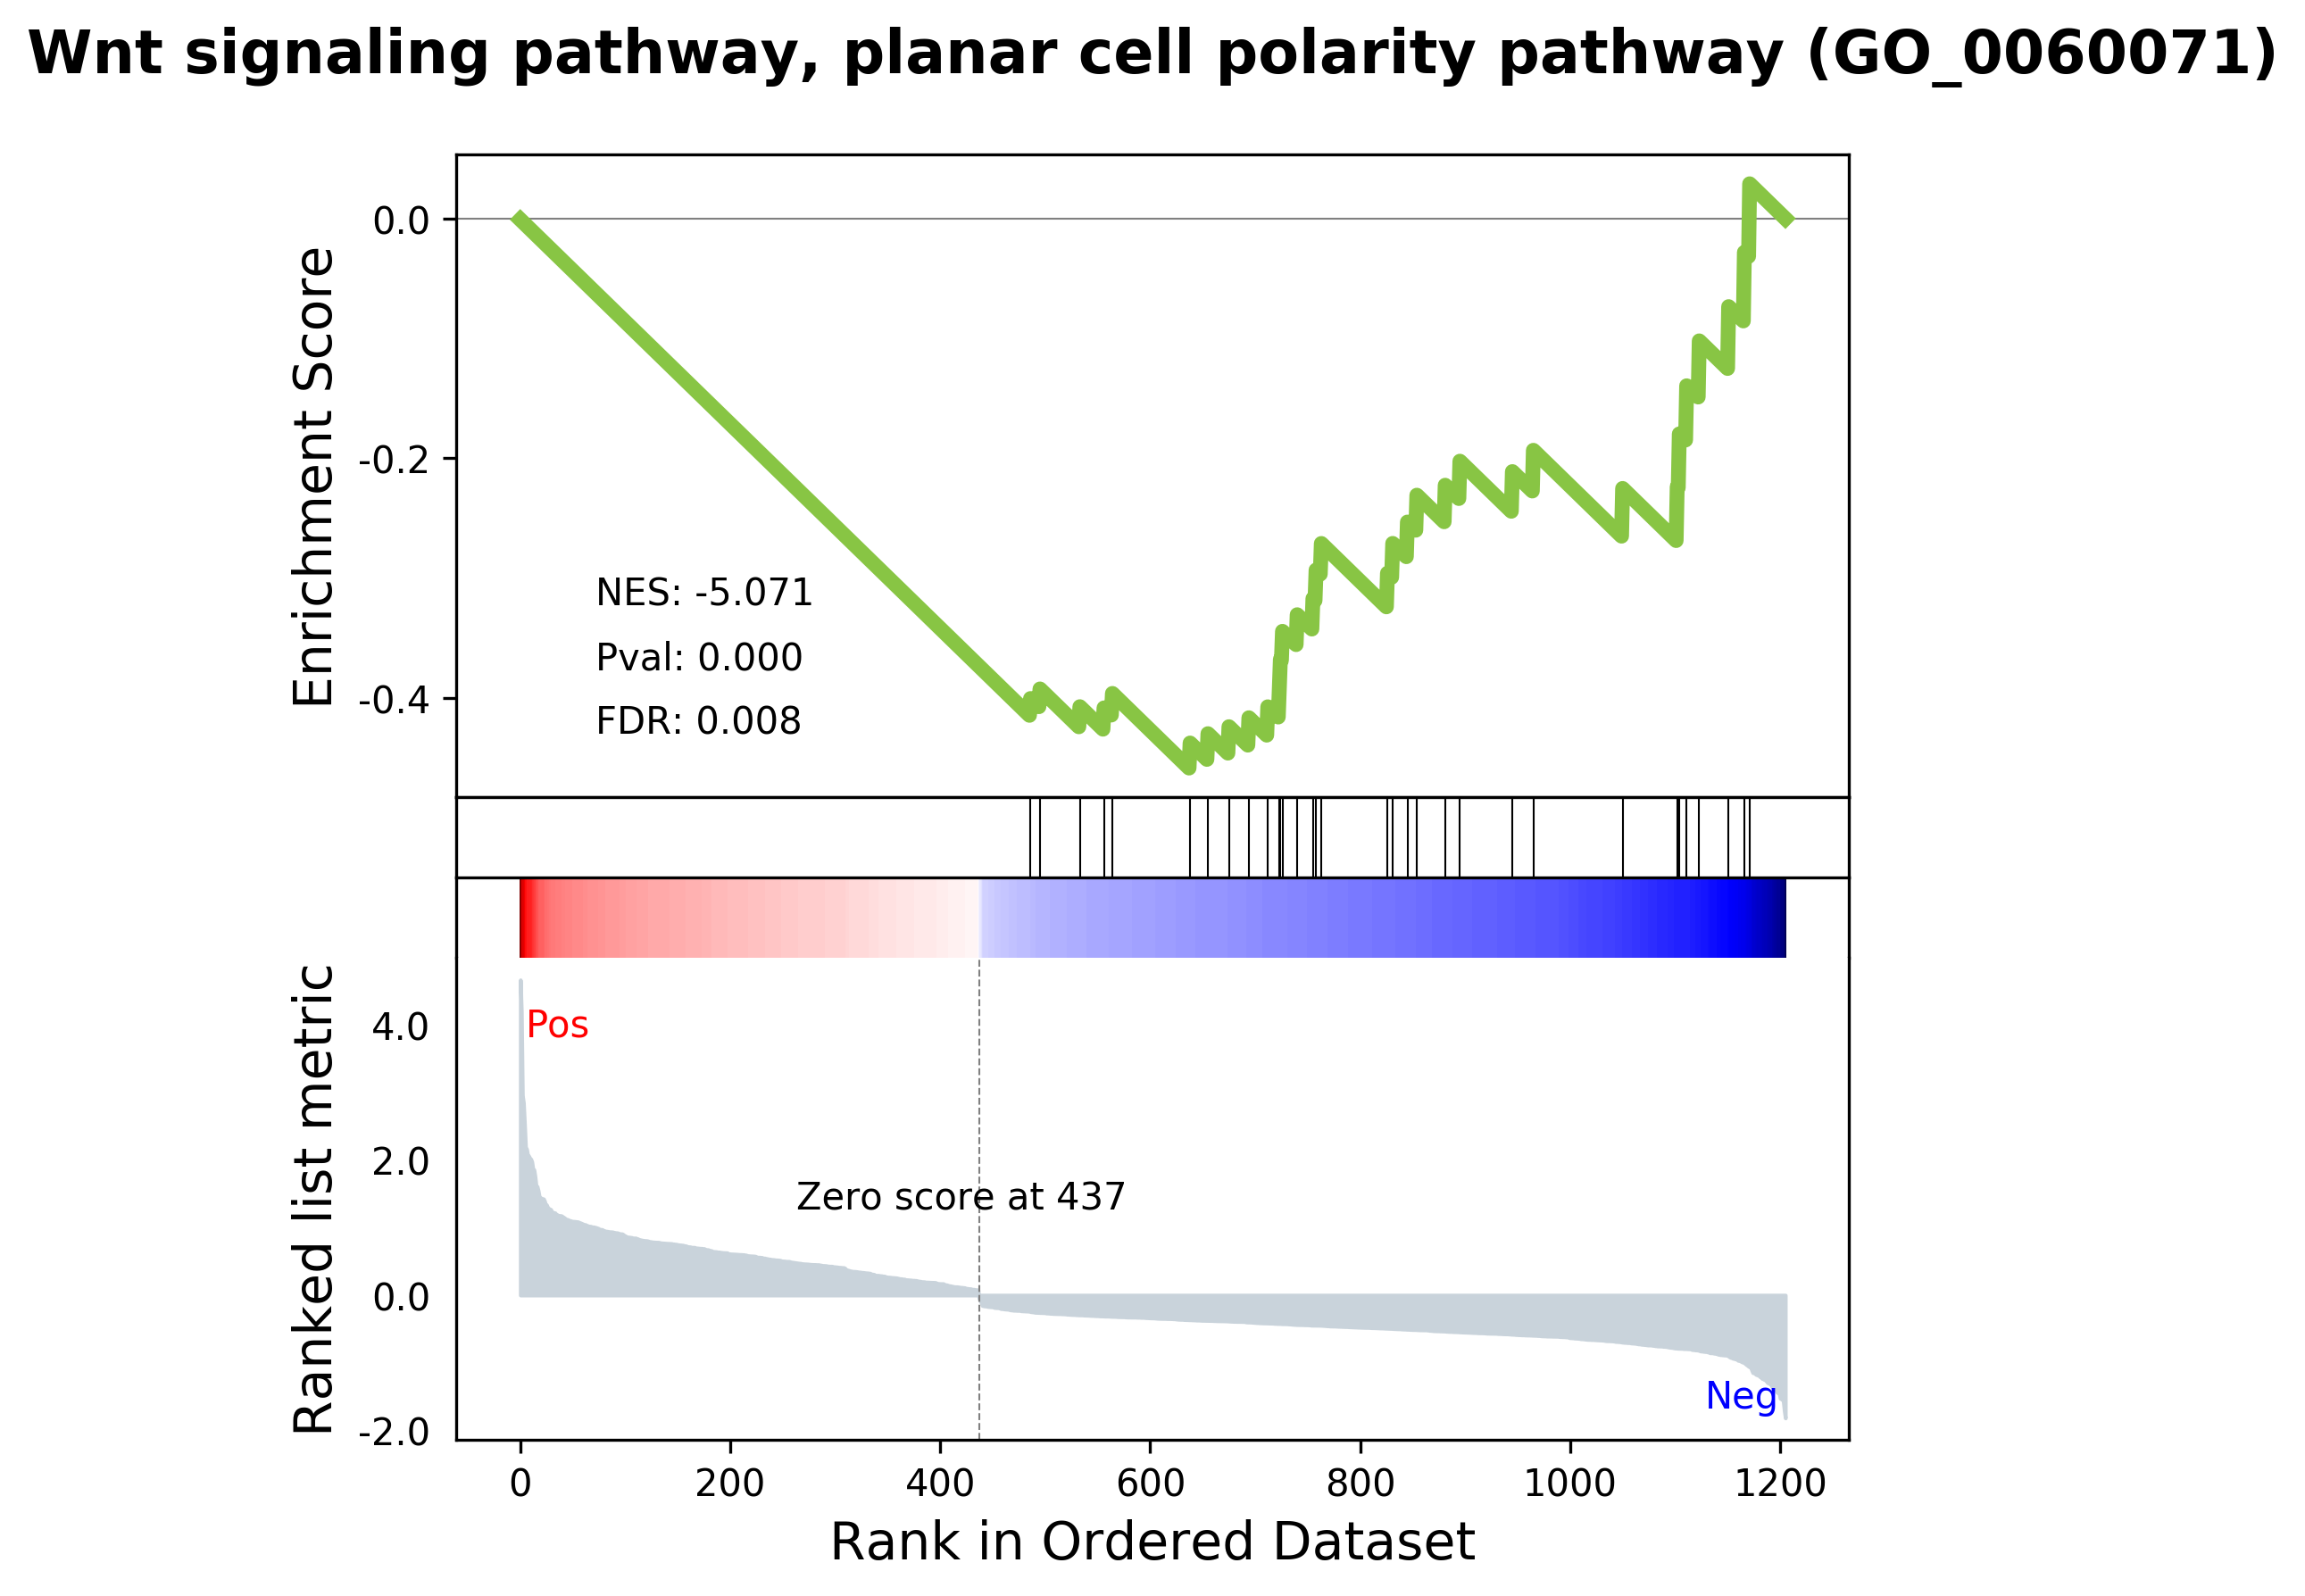 Wnt signaling pathway, planar cell polarity pathway (GO_0060071)
Enrichment Score
0.0
-0.2
-0.4
NES: -5.071
Pval: 0.000
FDR: 0.008
Ranked list metric
4.0
2.0
0.0
-2.0
Pos
Zero score at 437
Neg
0 200 400 600 800 1000 1200
Rank in Ordered Dataset